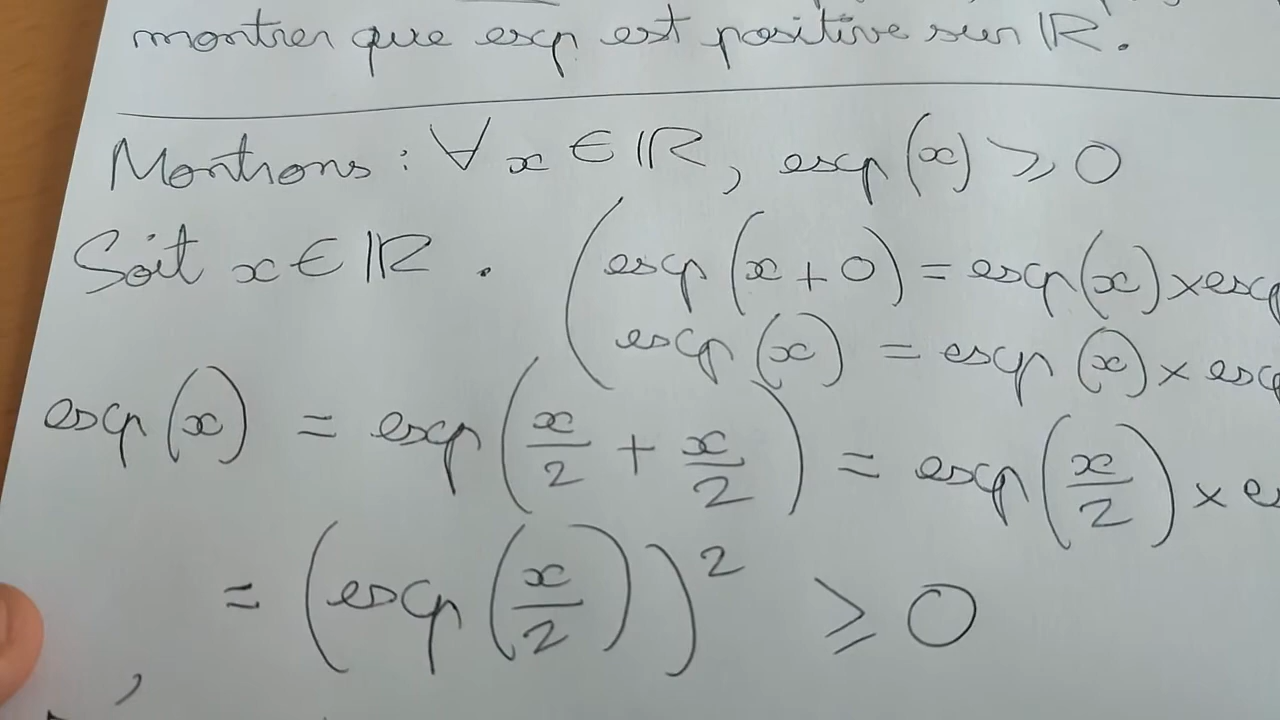 montrer que exp est positive sur ℝ.
Montrons : ∀x ∈ ℝ, exp(x) ⩾ 0
Soit x ∈ ℝ. (exp(x + 0) = exp(x) × exp
exp(x) = exp(x) × exp
exp(x) = exp(x/2 + x/2) = exp(x/2) × e
= (exp(x/2))² ⩾ 0